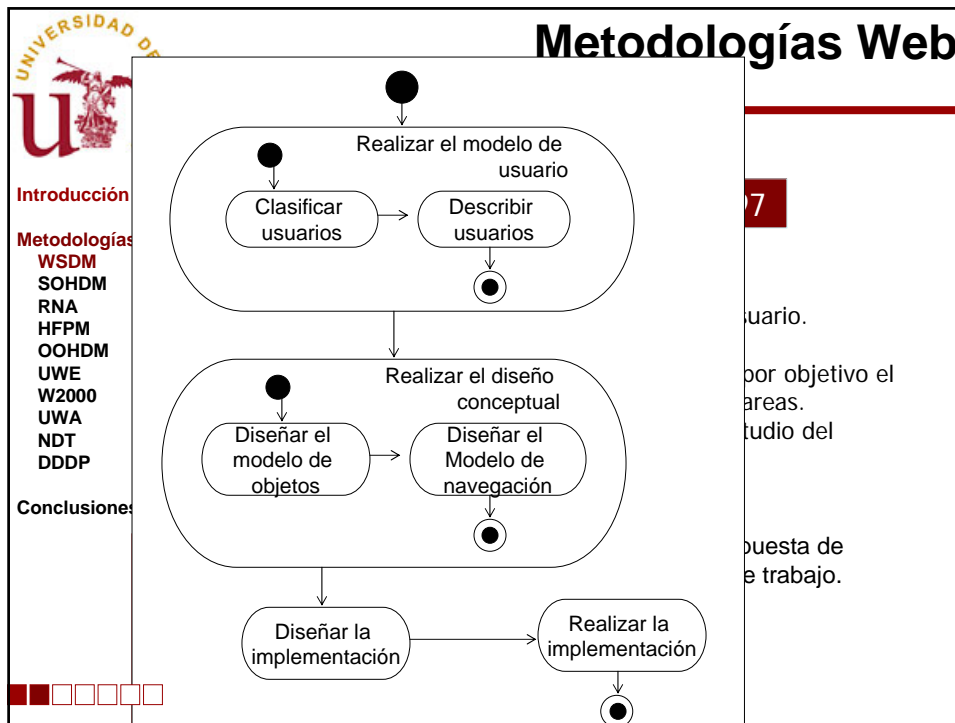 UNIVERSIDAD DE
Metodologías Web
Introducción
Metodologías
WSDM
SOHDM
RNA
HFPM
OOHDM
UWE
W2000
UWA
NDT
DDDP
Conclusiones
Realizar el modelo de
usuario
Clasificar
usuarios
Describir
usuarios
Realizar el diseño
conceptual
Diseñar el
modelo de
objetos
Diseñar el
Modelo de
navegación
Diseñar la
implementación
Realizar la
implementación
97
suario.
por objetivo el
areas.
tudio del
puesta de
e trabajo.